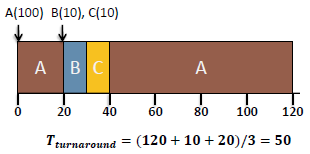 A(100) B(10), C(10)
A B C A
0 20 40 60 80 100 120
T_turnaround = (120 + 10 + 20)/3 = 50